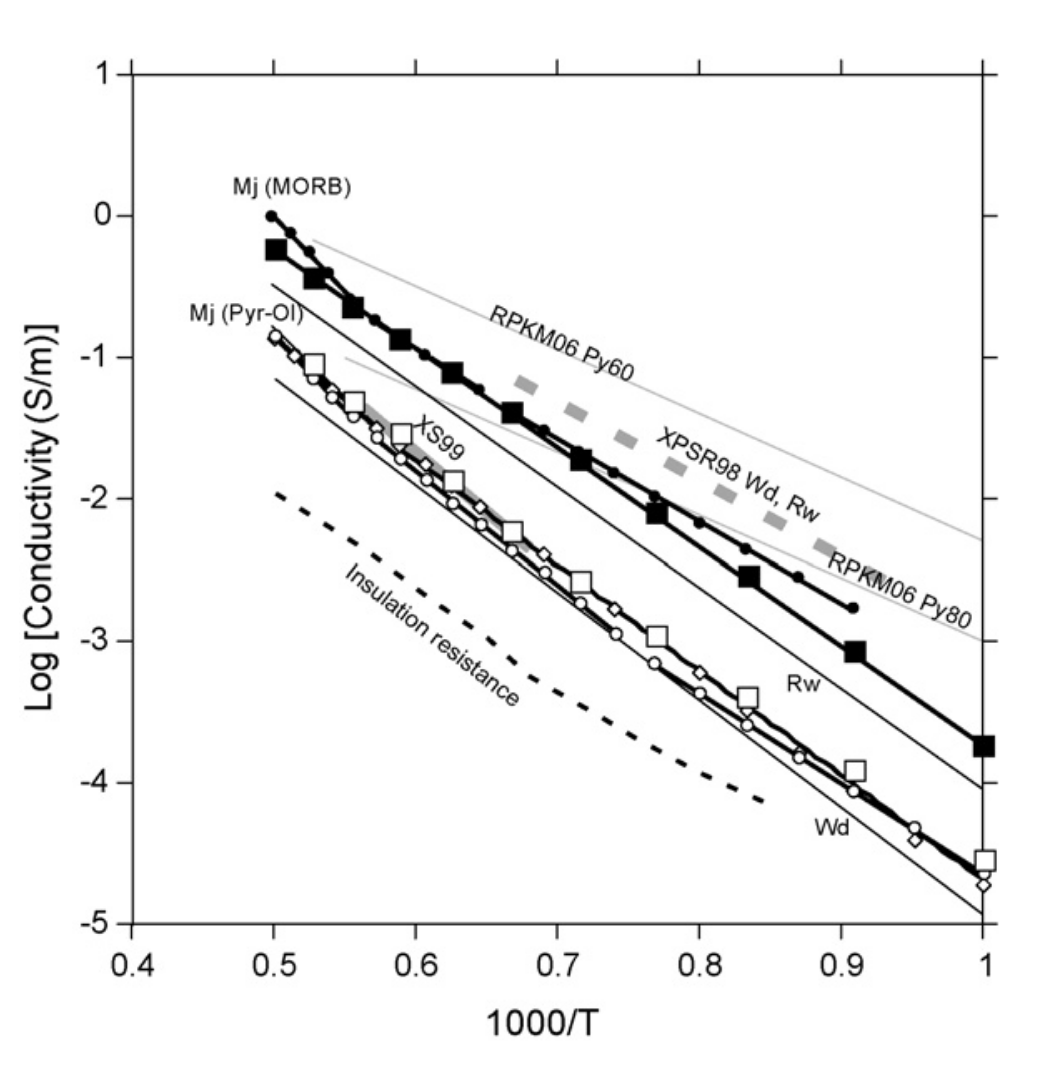 1
0
-1
-2
-3
-4
-5
Log [Conductivity (S/m)]
Mj (MORB)
Mj (Pyr-Ol)
RPKM06 Py60
XS99
XPSR98 Wd, Rw
RPKM06 Py80
Insulation resistance
Rw
Wd
0.4 0.5 0.6 0.7 0.8 0.9 1
1000/T